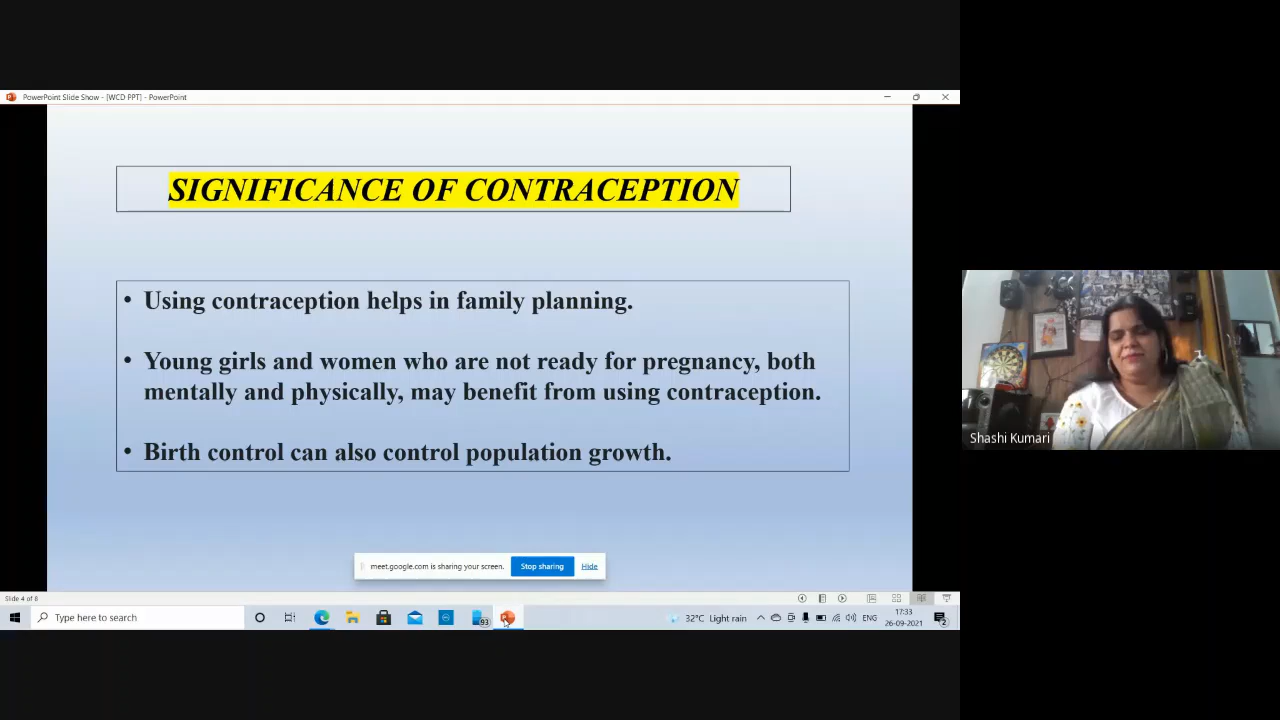 PowerPoint Slide Show - [WCD PPT] - PowerPoint
SIGNIFICANCE OF CONTRACEPTION
• Using contraception helps in family planning.
• Young girls and women who are not ready for pregnancy, both
mentally and physically, may benefit from using contraception.
• Birth control can also control population growth.
Shashi Kumari
meet.google.com is sharing your screen.
Stop sharing
Hide
Slide 4 of 8
Type here to search
93
32°C Light rain
ENG
17:33
26-09-2021
2